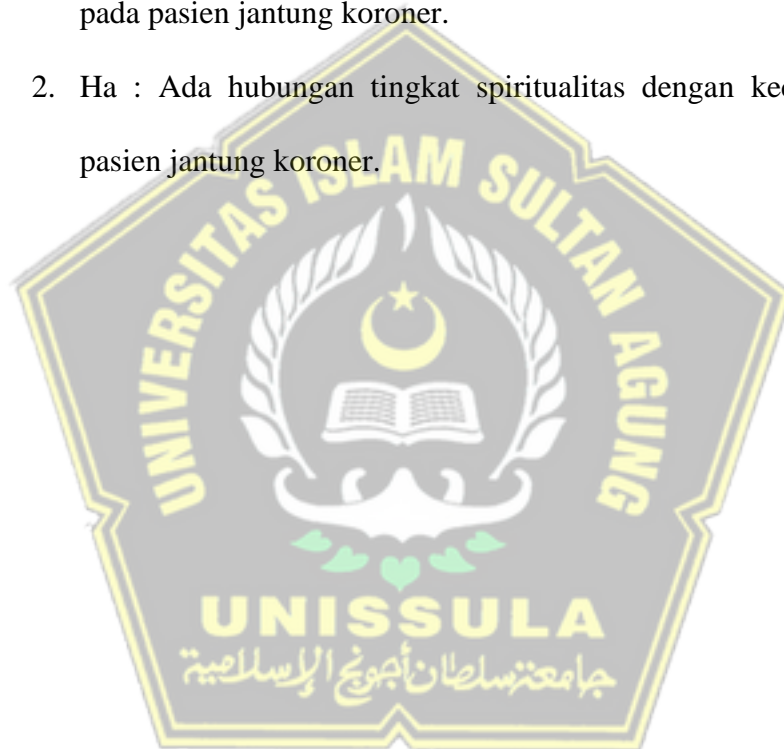 pada pasien jantung koroner.
2. Ha : Ada hubungan tingkat spiritualitas dengan
pasien jantung koroner.
UNIVERSITAS ISLAM SULTAN AGUNG
UNISSULA
جامعة سلطان أجونج الإسلامية